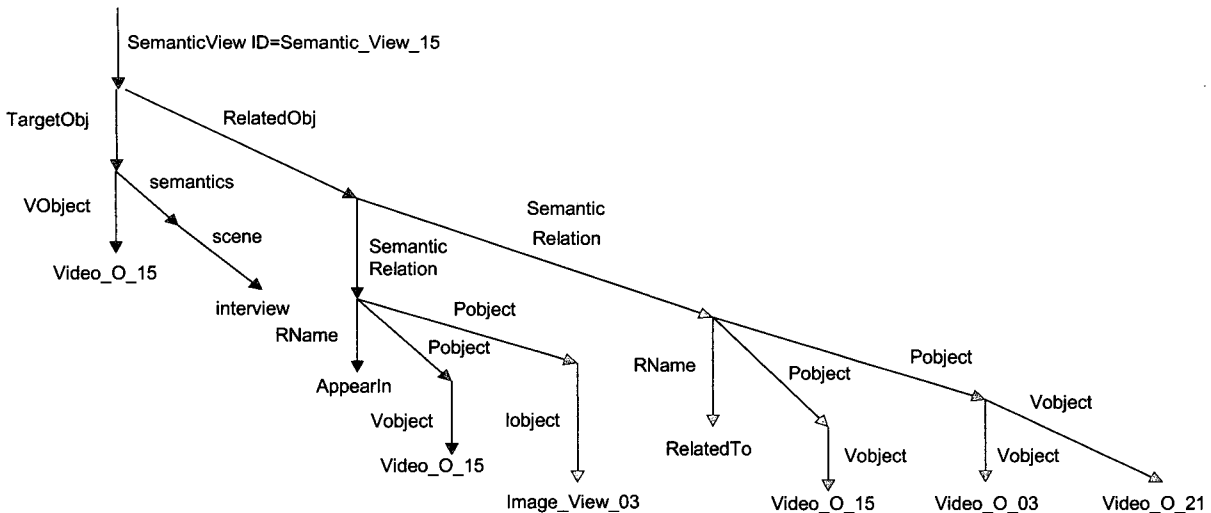 SemanticView ID=Semantic_View_15
TargetObj
RelatedObj
semantics
VObject
Semantic
Relation
scene
Semantic
Relation
Video_O_15
interview
Pobject
RName
Pobject
RName
Pobject
Pobject
AppearIn
Vobject
Iobject
Vobject
RelatedTo
Video_O_15
Vobject
Vobject
Image_View_03
Video_O_15
Video_O_03
Video_O_21